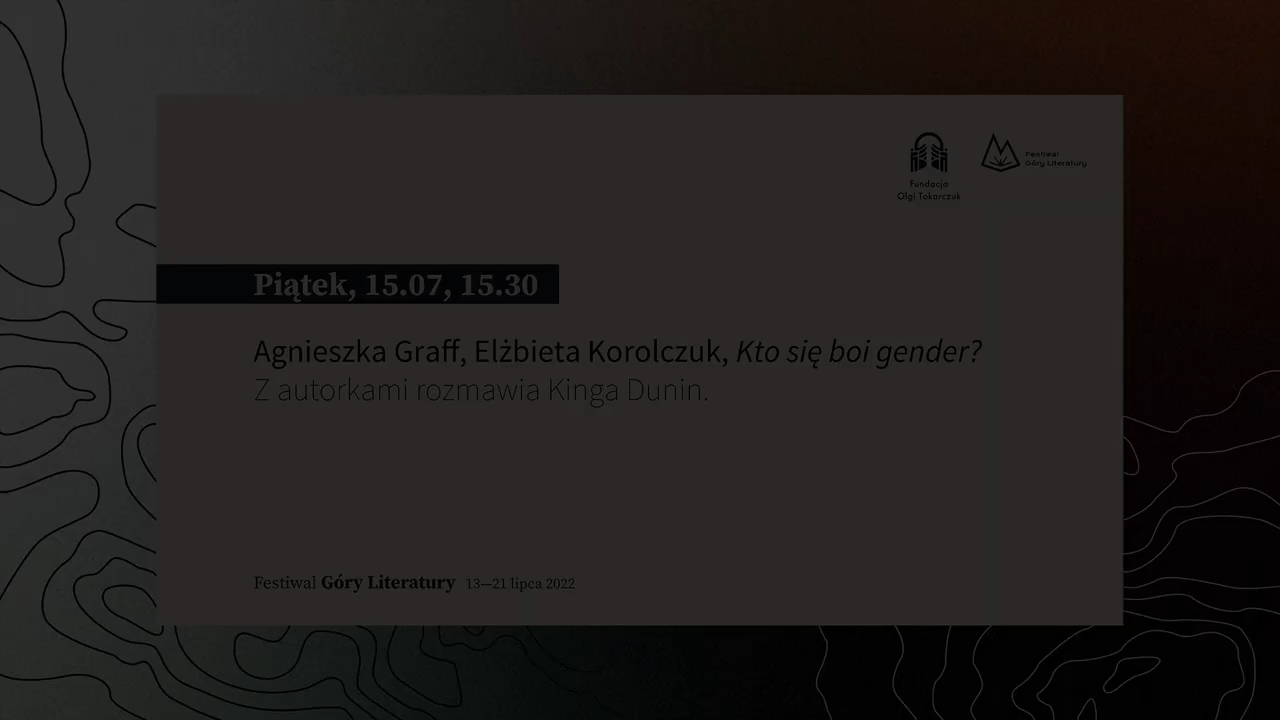 Fundacja
Olgi Tokarczuk
Festiwal
Góry Literatury
Piątek, 15.07, 15.30
Agnieszka Graff, Elżbieta Korolczuk, Kto się boi gender?
Z autorkami rozmawia Kinga Dunin.
Festiwal Góry Literatury 13—21 lipca 2022